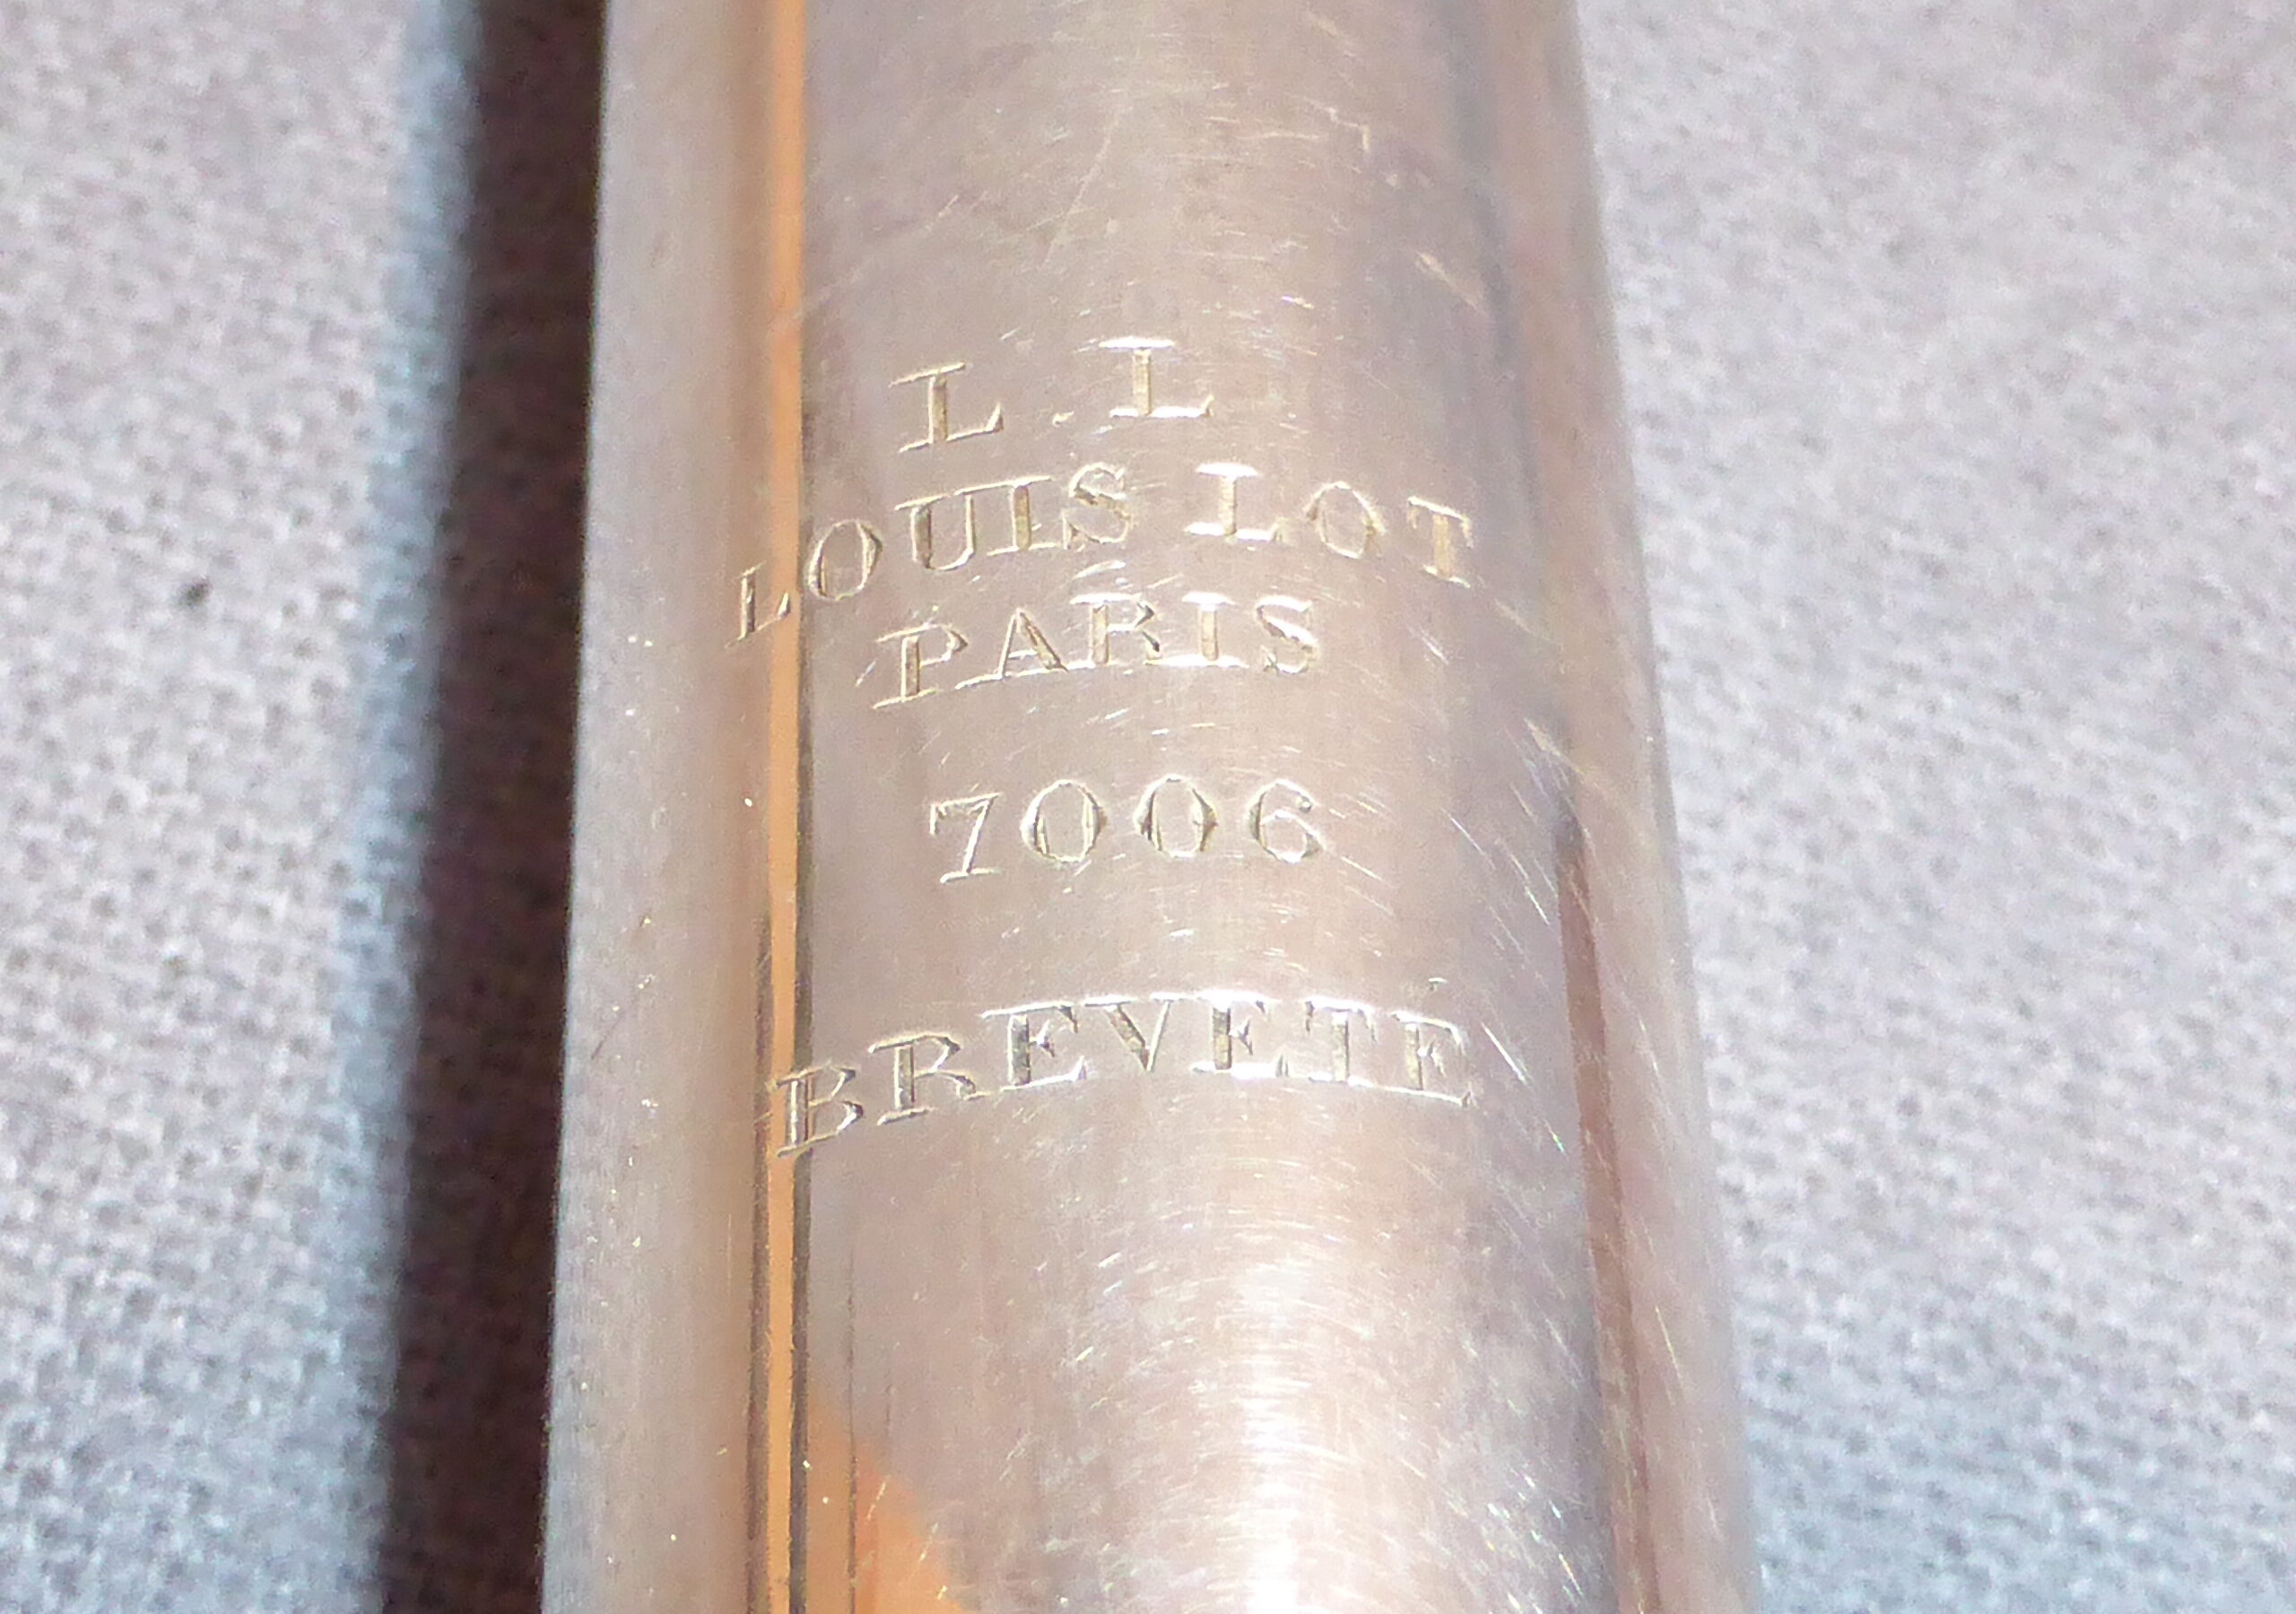 L.L
LOUIS LOT
PARIS
7006
BREVETÉ